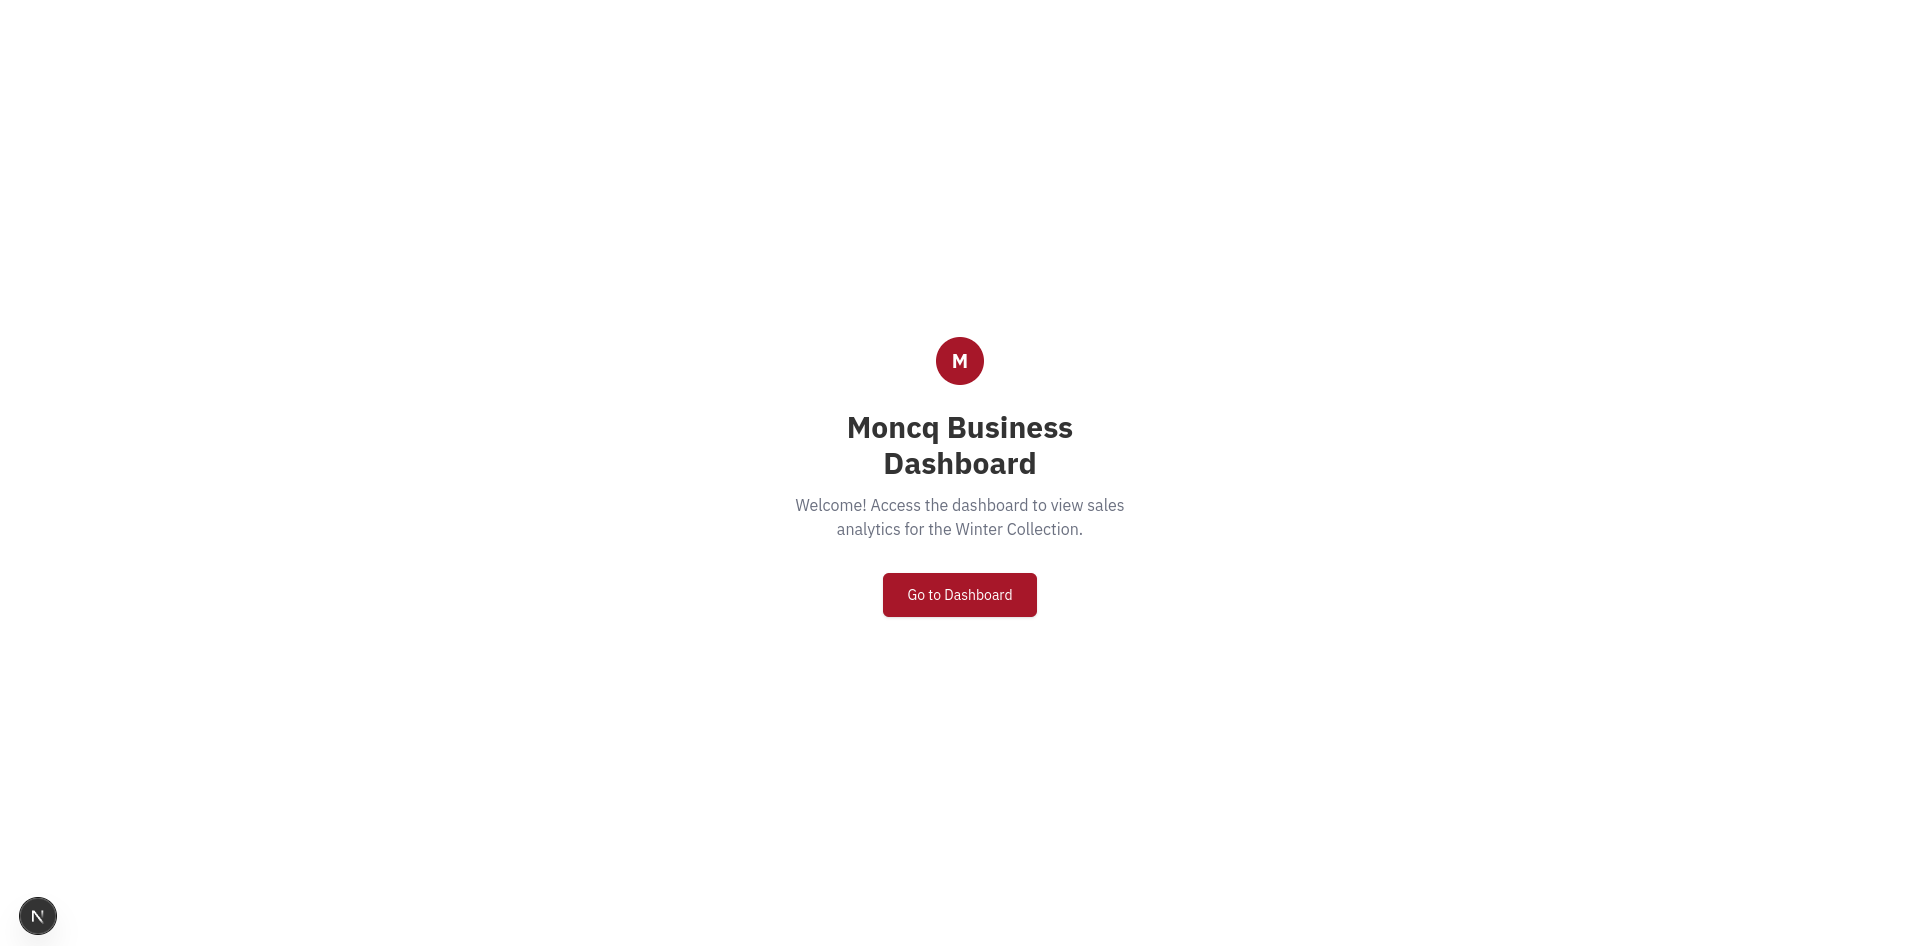 M
Moncq Business
Dashboard
Welcome! Access the dashboard to view sales
analytics for the Winter Collection.
Go to Dashboard
N